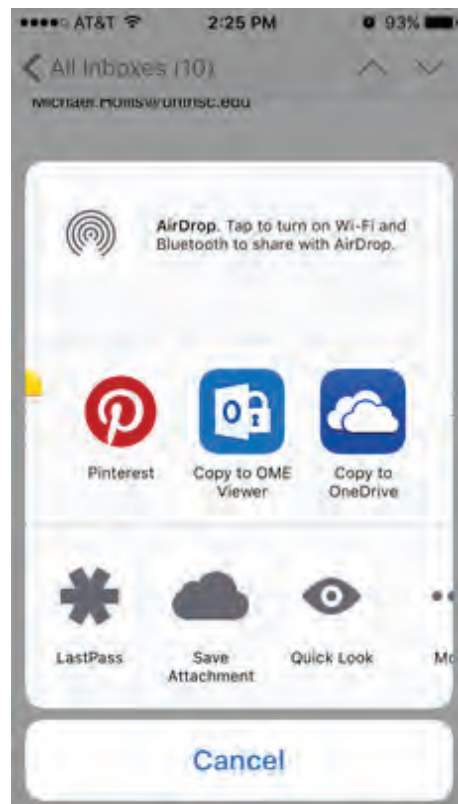 AT&T 2:25 PM 93%
All Inboxes (10)
AirDrop. Tap to turn on Wi-Fi and
Bluetooth to share with AirDrop.
Pinterest
Copy to OME
Viewer
Copy to
OneDrive
LastPass
Save
Attachment
Quick Look
Mo
Cancel